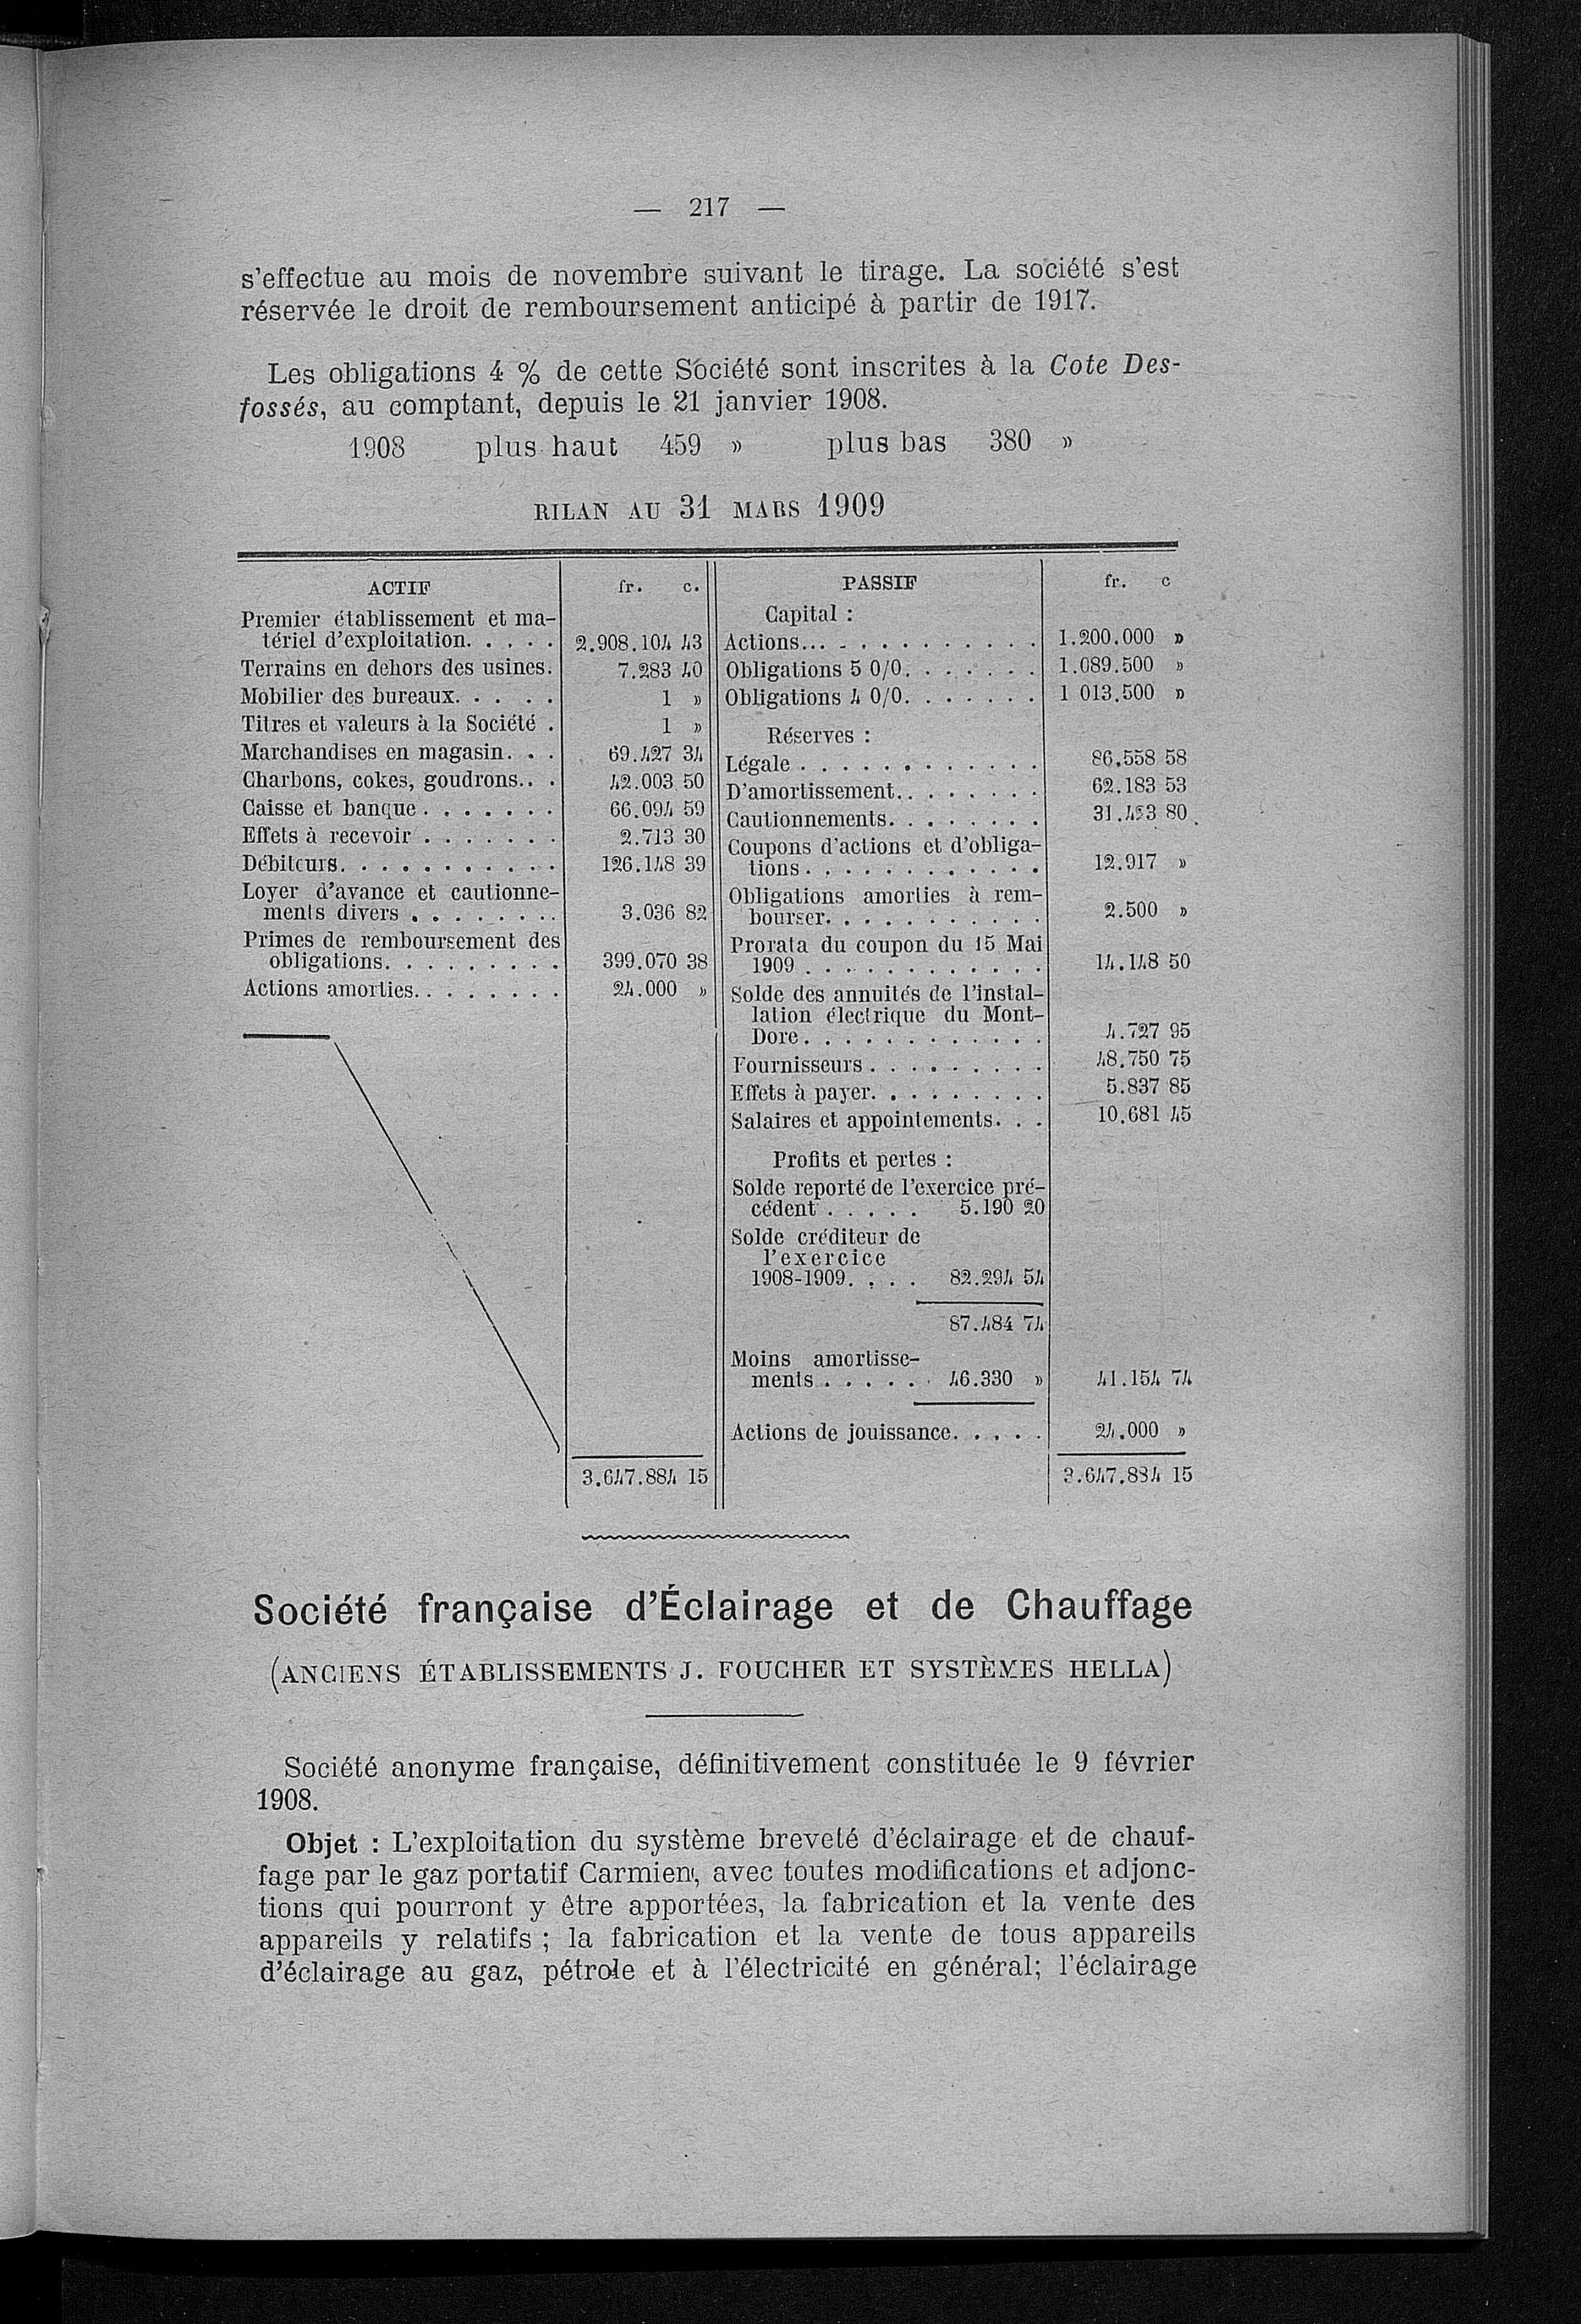 — 217 —
s'effectue au mois de novembre suivant le tirage. La société s'est
réservée le droit de remboursement anticipé à partir de 1917.
Les obligations 4 % de cette Société sont inscrites à la Cote Des-
fossés, au comptant, depuis le 21 janvier 1908.
1908 plus haut 459 » plus bas 380 »
RILAN AU 31 MARS 1909
ACTIF fr. c.
Premier établissement et ma-
tériel d'exploitation. . . . . 2.908.104 43
Terrains en dehors des usines. 7.283 40
Mobilier des bureaux. . . . . 1 »
Titres et valeurs à la Société . 1 »
Marchandises en magasin. . . 69.427 34
Charbons, cokes, goudrons.. . 42.003 50
Caisse et banque . . . . . . . 66.094 59
Effets à recevoir . . . . . . . 2.713 30
Débiteurs. . . . . . . . . . . 126.148 39
Loyer d'avance et cautionne-
ments divers . . . . . . . . 3.036 82
Primes de remboursement des
obligations. . . . . . . . . 399.070 38
Actions amorties. . . . . . . . 24.000 »
3.647.884 15
PASSIF fr. c
Capital :
Actions... . . . . . . . . . . 1.200.000 »
Obligations 5 0/0. . . . . . . 1.089.500 »
Obligations 4 0/0. . . . . . . 1 013.500 »
Réserves :
Légale . . . . . . . . . . . . 86.558 58
D'amortissement. . . . . . . . 62.183 53
Cautionnements. . . . . . . . 31.423 80
Coupons d'actions et d'obliga-
tions . . . . . . . . . . . . 12.917 »
Obligations amorties à rem-
bourser. . . . . . . . . . . 2.500 »
Prorata du coupon du 15 Mai
1909 . . . . . . . . . . . . 14.148 50
Solde des annuités de l'instal-
lation électrique du Mont-
Dore. . . . . . . . . . . . 4.727 95
Fournisseurs . . . . . . . . . 48.750 75
Effets à payer. . . . . . . . . 5.837 85
Salaires et appointements. . . 10.681 45
Profits et pertes :
Solde reporté de l'exercice pré-
cédent . . . . . 5.190 20
Solde créditeur de
l'exercice
1908-1909. . . . 82.294 54
87.484 74
Moins amortisse-
ments . . . . . . 46.330 » 41.154 74
Actions de jouissance. . . . . 24.000 »
3.647.884 15
Société française d'Éclairage et de Chauffage
(ANCIENS ÉTABLISSEMENTS J. FOUCHER ET SYSTÈMES HELLA)
Société anonyme française, définitivement constituée le 9 février
1908.
Objet : L'exploitation du système breveté d'éclairage et de chauf-
fage par le gaz portatif Carmien, avec toutes modifications et adjonc-
tions qui pourront y être apportées, la fabrication et la vente des
appareils y relatifs ; la fabrication et la vente de tous appareils
d'éclairage au gaz, pétrole et à l'électricité en général; l'éclairage